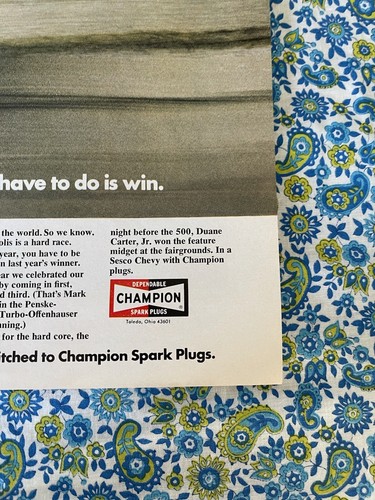 have to do is win.
the world. So we know.
olis is a hard race.
year, you have to be
n last year's winner.
ear we celebrated our
by coming in first,
d third. (That's Mark
in the Penske-
Turbo-Offenhauser
ning.)
for the hard core, the
night before the 500, Duane
Carter, Jr. won the feature
midget at the fairgrounds. In a
Sesco Chevy with Champion
plugs.
DEPENDABLE
CHAMPION
SPARK PLUGS
Toledo, Ohio 43601
itched to Champion Spark Plugs.